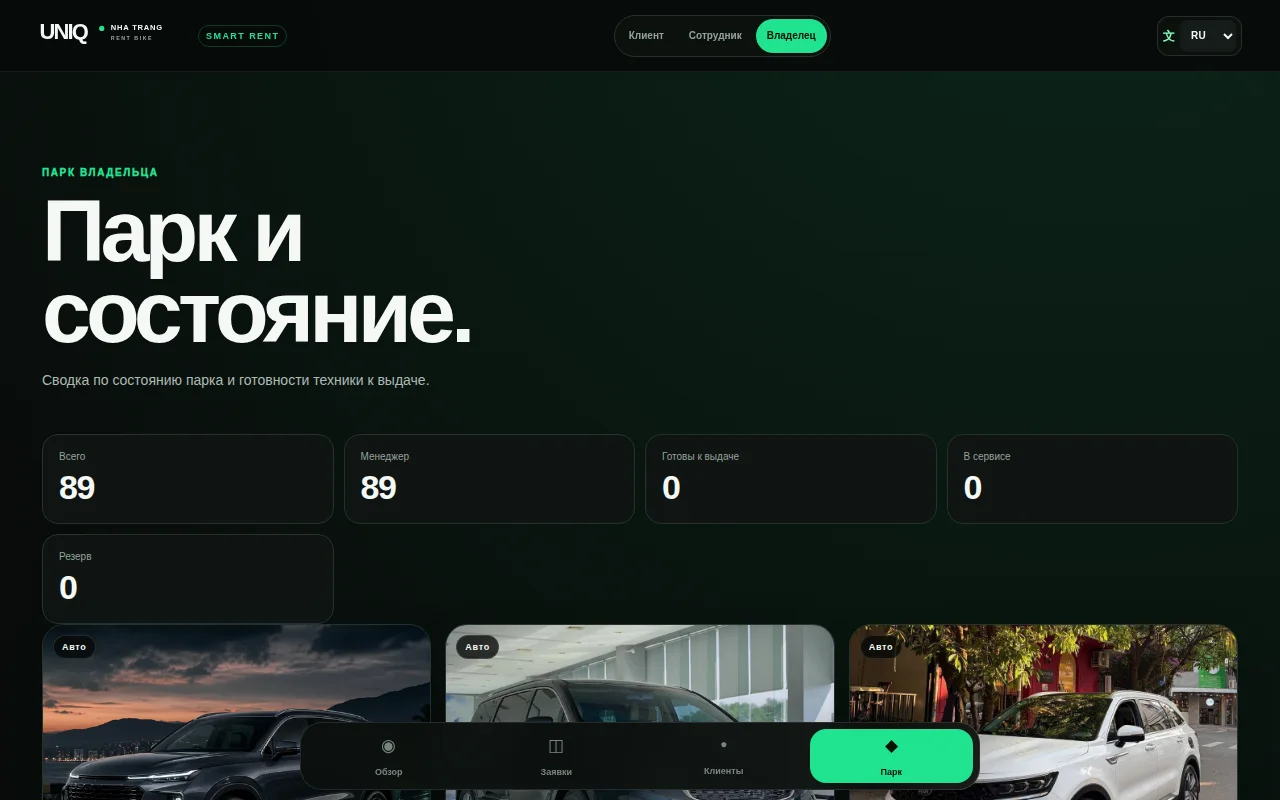 UNIQ
NHA TRANG
RENT BIKE
SMART RENT
Клиент
Сотрудник
Владелец
文
RU
ПАРК ВЛАДЕЛЬЦА
Парк и
состояние.
Сводка по состоянию парка и готовности техники к выдаче.
Всего
89
Менеджер
89
Готовы к выдаче
0
В сервисе
0
Резерв
0
Авто
Авто
Авто
Обзор
Заявки
Клиенты
Парк